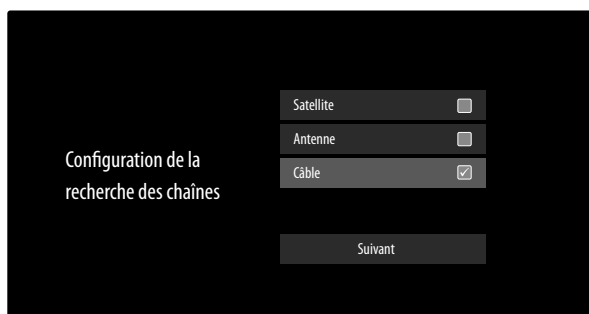 Configuration de la
recherche des chaînes
Satellite
Antenne
Câble
Suivant